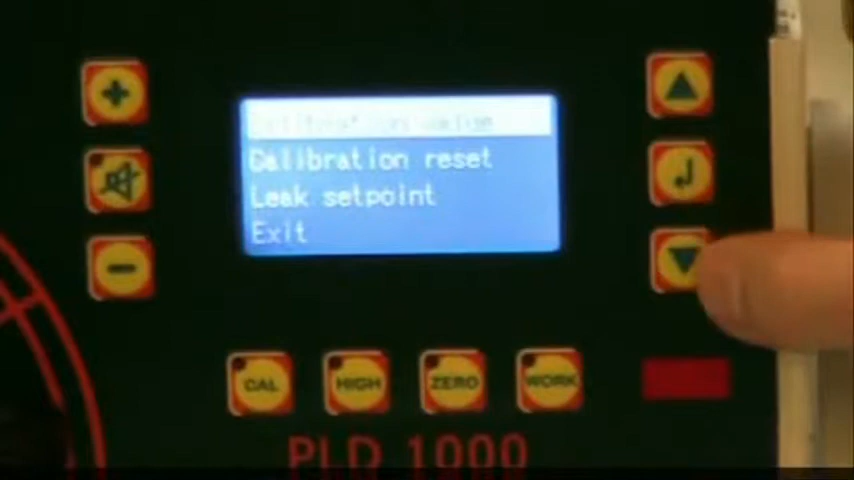 Calibration reset
Leak setpoint
Exit
CAL HIGH ZERO WORK
PLD 1000